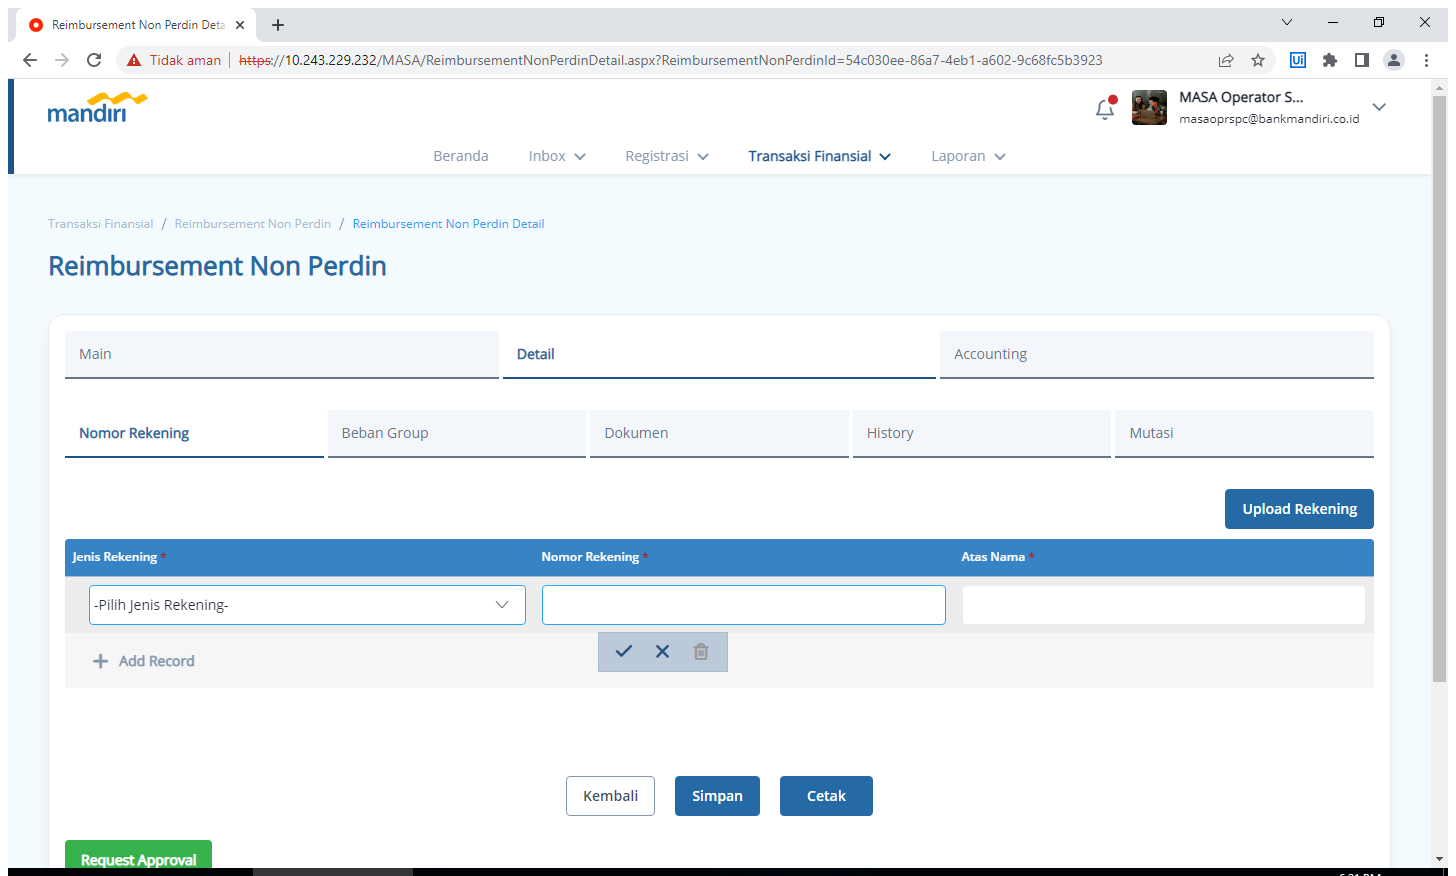 Reimbursement Non Perdin Deta
Tidak aman
https://10.243.229.232/MASA/ReimbursementNonPerdinDetail.aspx?ReimbursementNonPerdinId=54c030ee-86a7-4eb1-a602-9c68fc5b3923
Ui
mandiri
MASA Operator S...
masaoprspc@bankmandiri.co.id
Beranda
Inbox
Registrasi
Transaksi Finansial
Laporan
Transaksi Finansial / Reimbursement Non Perdin / Reimbursement Non Perdin Detail
Reimbursement Non Perdin
Main
Detail
Accounting
Nomor Rekening
Beban Group
Dokumen
History
Mutasi
Upload Rekening
Jenis Rekening *
Nomor Rekening *
Atas Nama *
-Pilih Jenis Rekening-
Add Record
Kembali
Simpan
Cetak
Request Approval